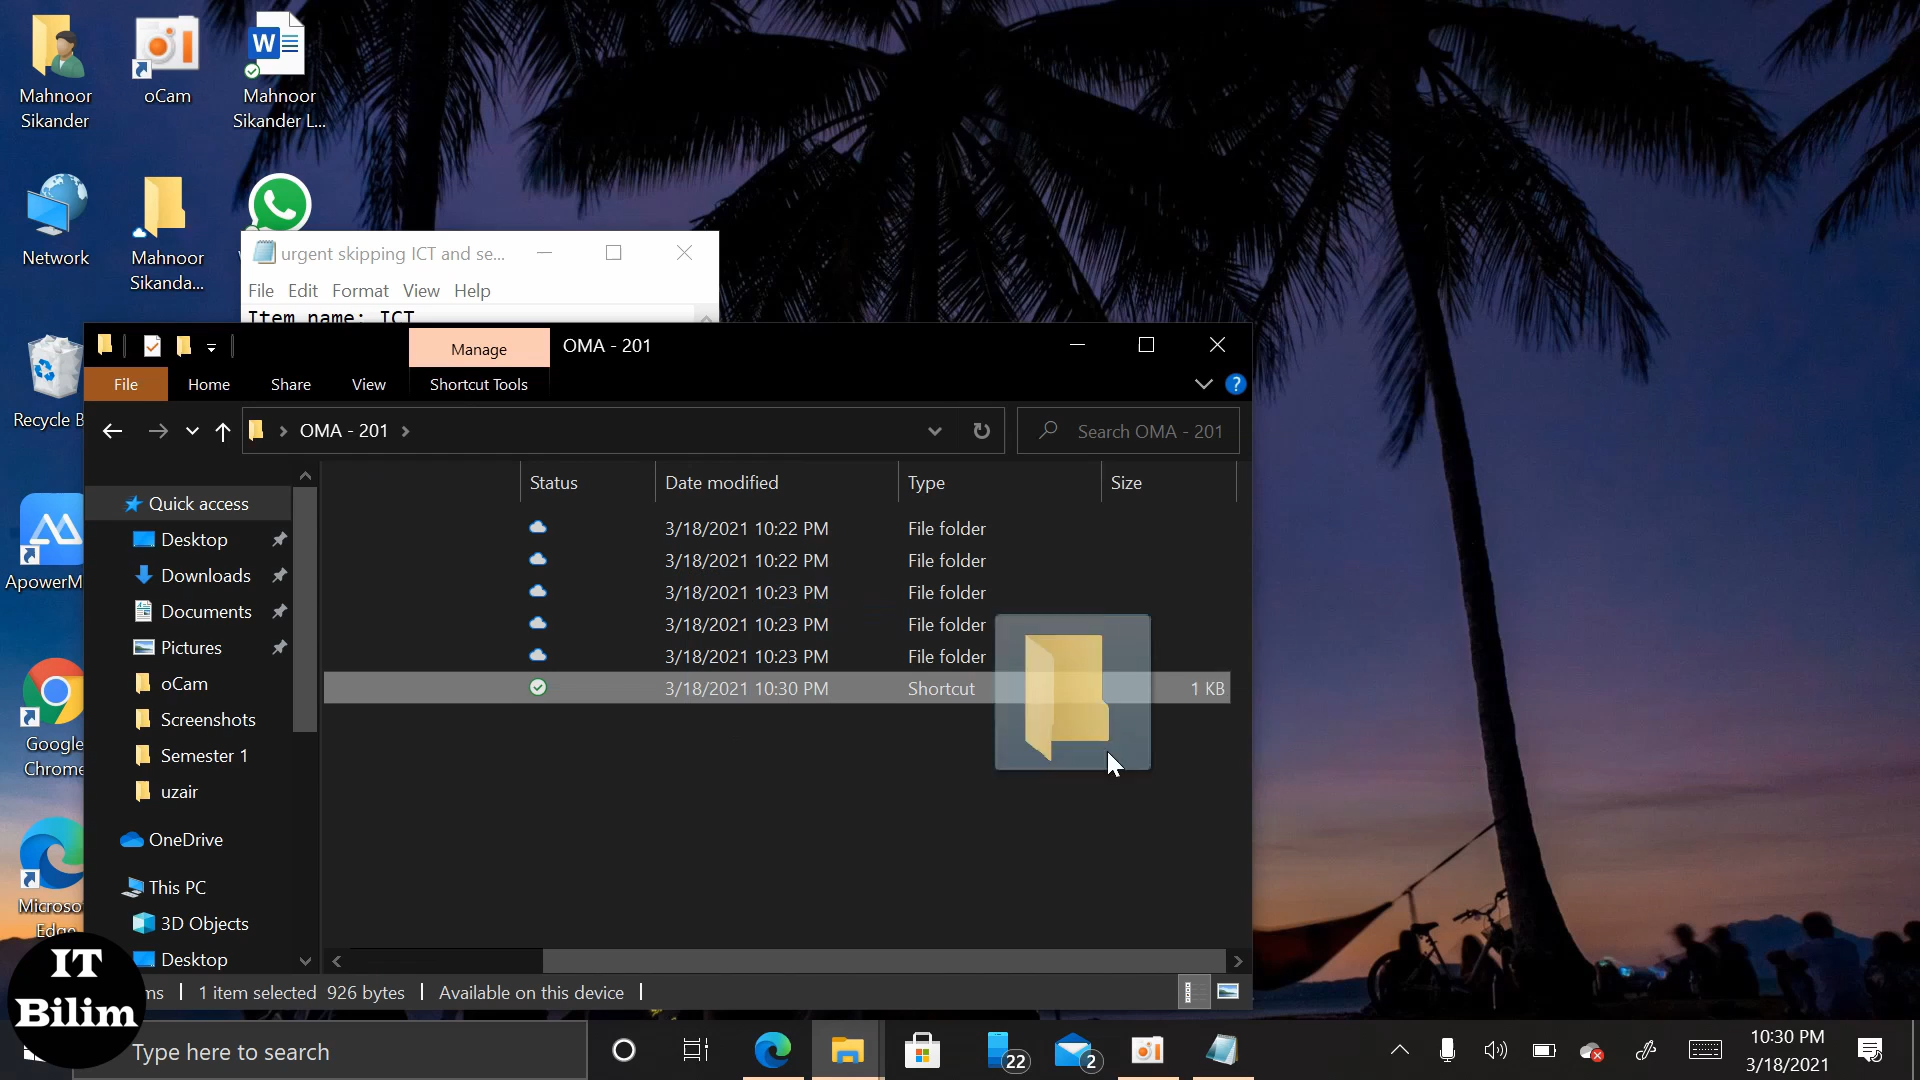 Mahnoor
Sikander
oCam
Mahnoor
Sikander L...
Network
Mahnoor
Sikanda...
urgent skipping ICT and se...
File Edit Format View Help
Item name: ICT
Manage
OMA - 201
File Home Share View Shortcut Tools
OMA - 201
Search OMA - 201
Recycle B
Status Date modified Type Size
3/18/2021 10:22 PM File folder
3/18/2021 10:22 PM File folder
3/18/2021 10:23 PM File folder
3/18/2021 10:23 PM File folder
3/18/2021 10:23 PM File folder
3/18/2021 10:30 PM Shortcut 1 KB
Quick access
Desktop
Downloads
Documents
Pictures
oCam
Screenshots
Semester 1
uzair
OneDrive
This PC
3D Objects
Desktop
ApowerM
Google
Chrome
Microso
Edge
IT
Bilim
ms 1 item selected 926 bytes Available on this device
Type here to search
22
2
10:30 PM
3/18/2021